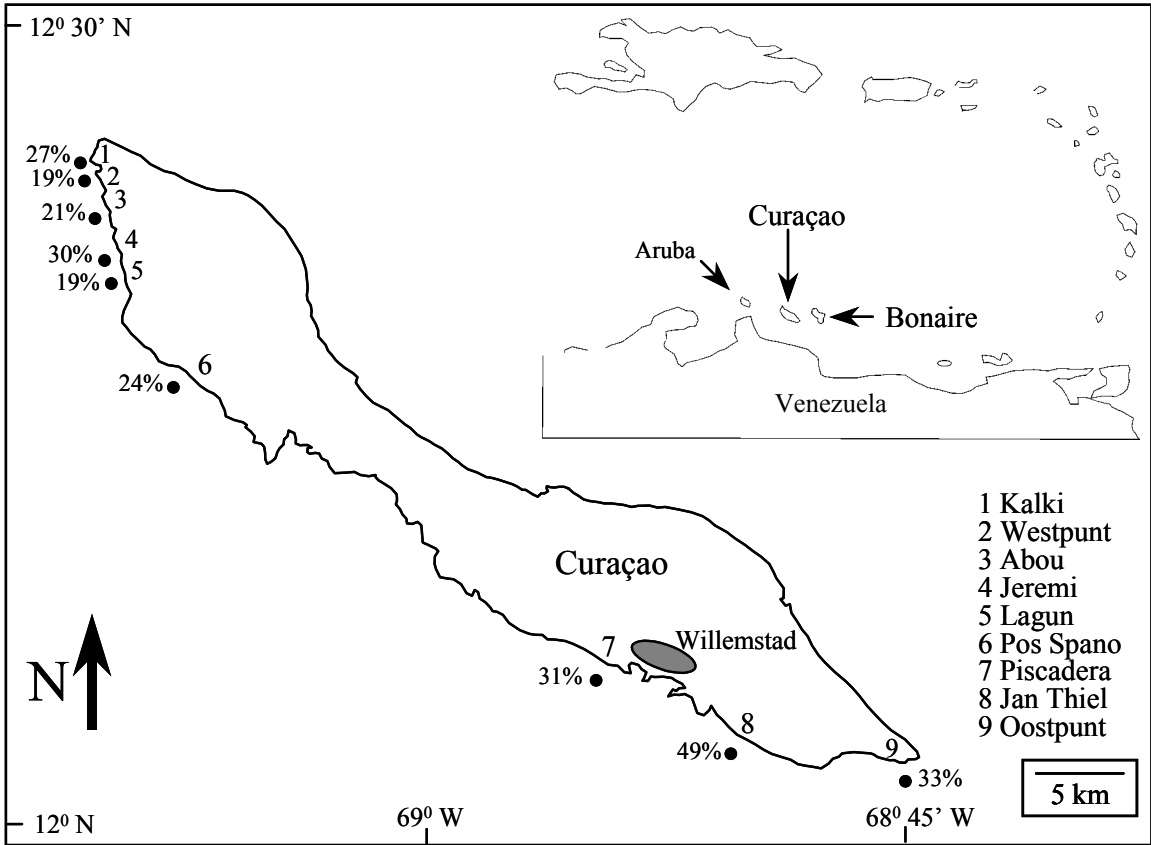 12⁰ 30’ N
27%
1
19%
2
3
21%
4
30%
5
19%
6
24%
Curaçao
Aruba
Bonaire
Venezuela
Curaçao
7
Willemstad
31%
8
49%
9
33%
1 Kalki
2 Westpunt
3 Abou
4 Jeremi
5 Lagun
6 Pos Spano
7 Piscadera
8 Jan Thiel
9 Oostpunt
N
5 km
12⁰ N
69⁰ W
68⁰ 45’ W